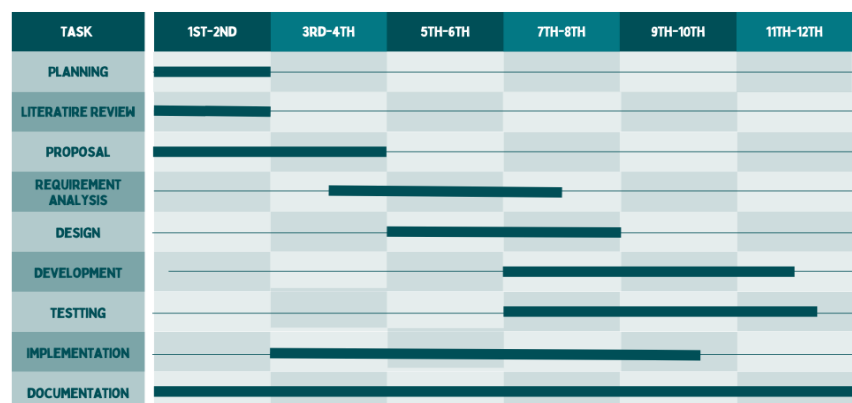 TASK 1ST-2ND 3RD-4TH 5TH-6TH 7TH-8TH 9TH-10TH 11TH-12TH
PLANNING
LITERATIRE REVIEW
PROPOSAL
REQUIREMENT
ANALYSIS
DESIGN
DEVELOPMENT
TESTTING
IMPLEMENTATION
DOCUMENTATION